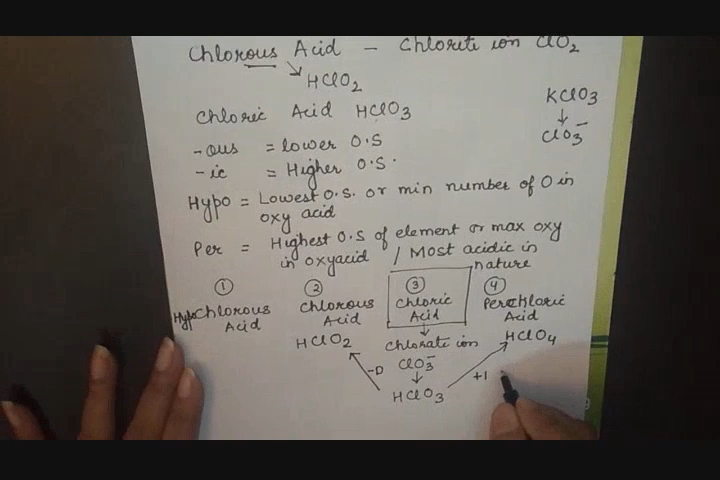 Chlorous Acid - Chlorite ion ClO2
HClO2
KClO3
Chloric Acid HClO3
ClO3-
-ous = lower O.S
-ic = Higher O.S.
Hypo = Lowest O.S. or min number of O in
oxy acid
Per = Highest O.S of element or max oxy
in oxyacid / Most acidic in
nature
1 2 3 4
HypoChlorous Chlorous Chloric Perchloric
Acid Acid Acid Acid
HClO2 Chlorate ion HClO4
ClO3-
HClO3 +1